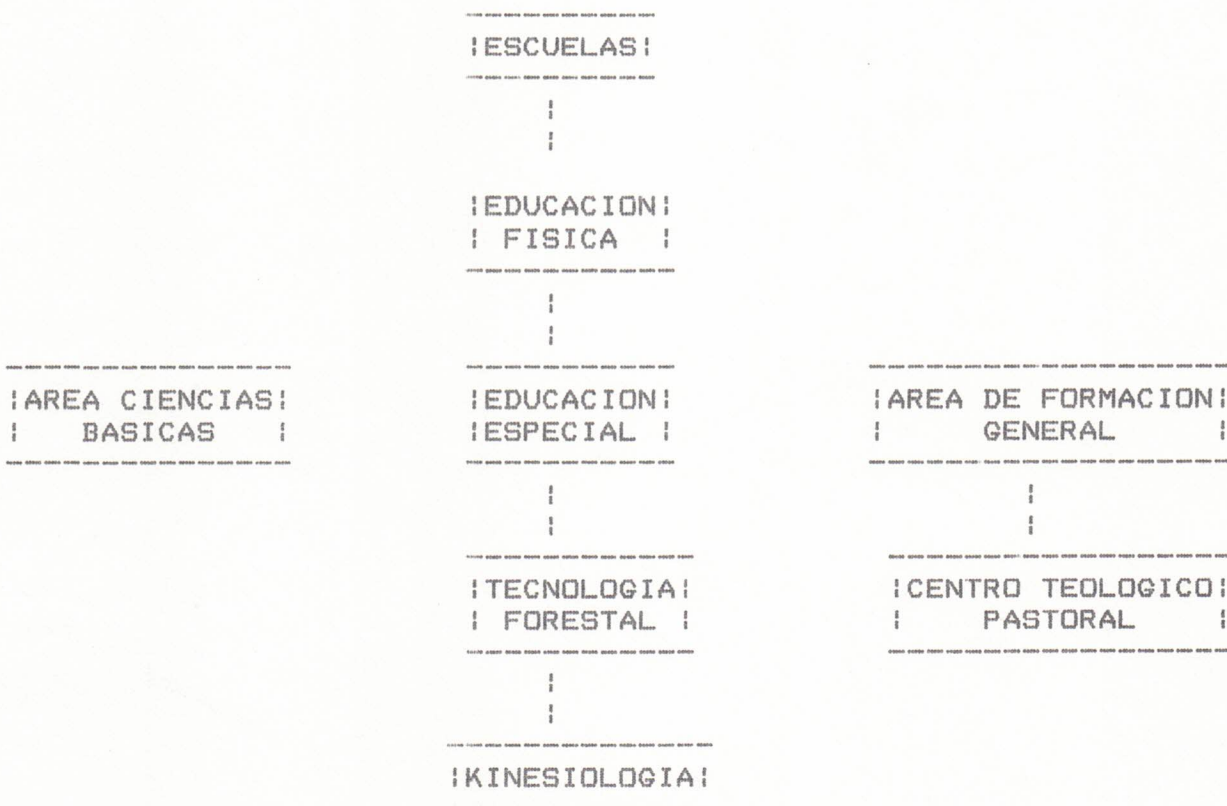 ESCUELAS
EDUCACION
FISICA
AREA CIENCIAS
BASICAS
EDUCACION
ESPECIAL
AREA DE FORMACION
GENERAL
TECNOLOGIA
FORESTAL
CENTRO TEOLOGICO
PASTORAL
KINESIOLOGIA